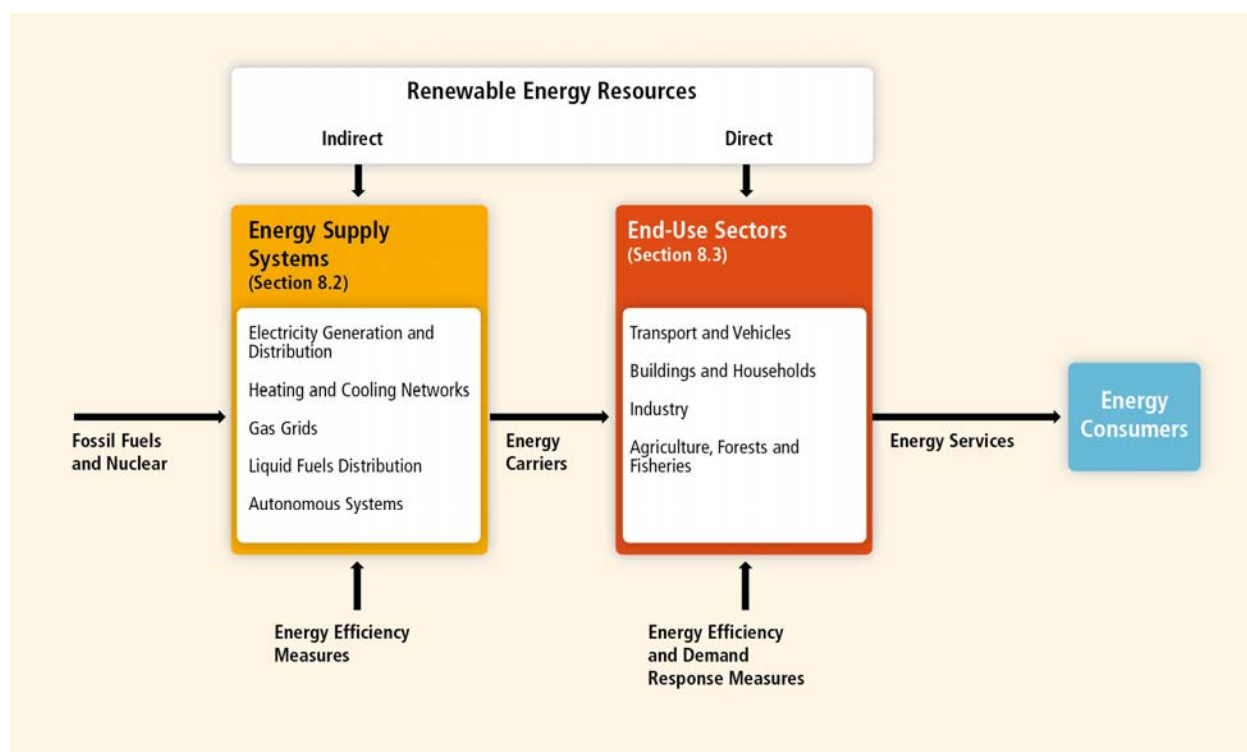 Renewable Energy Resources
Indirect
Direct
Energy Supply
Systems
(Section 8.2)
Electricity Generation and
Distribution
Heating and Cooling Networks
Gas Grids
Liquid Fuels Distribution
Autonomous Systems
End-Use Sectors
(Section 8.3)
Transport and Vehicles
Buildings and Households
Industry
Agriculture, Forests and
Fisheries
Fossil Fuels
and Nuclear
Energy
Carriers
Energy Services
Energy
Consumers
Energy Efficiency
Measures
Energy Efficiency
and Demand
Response Measures